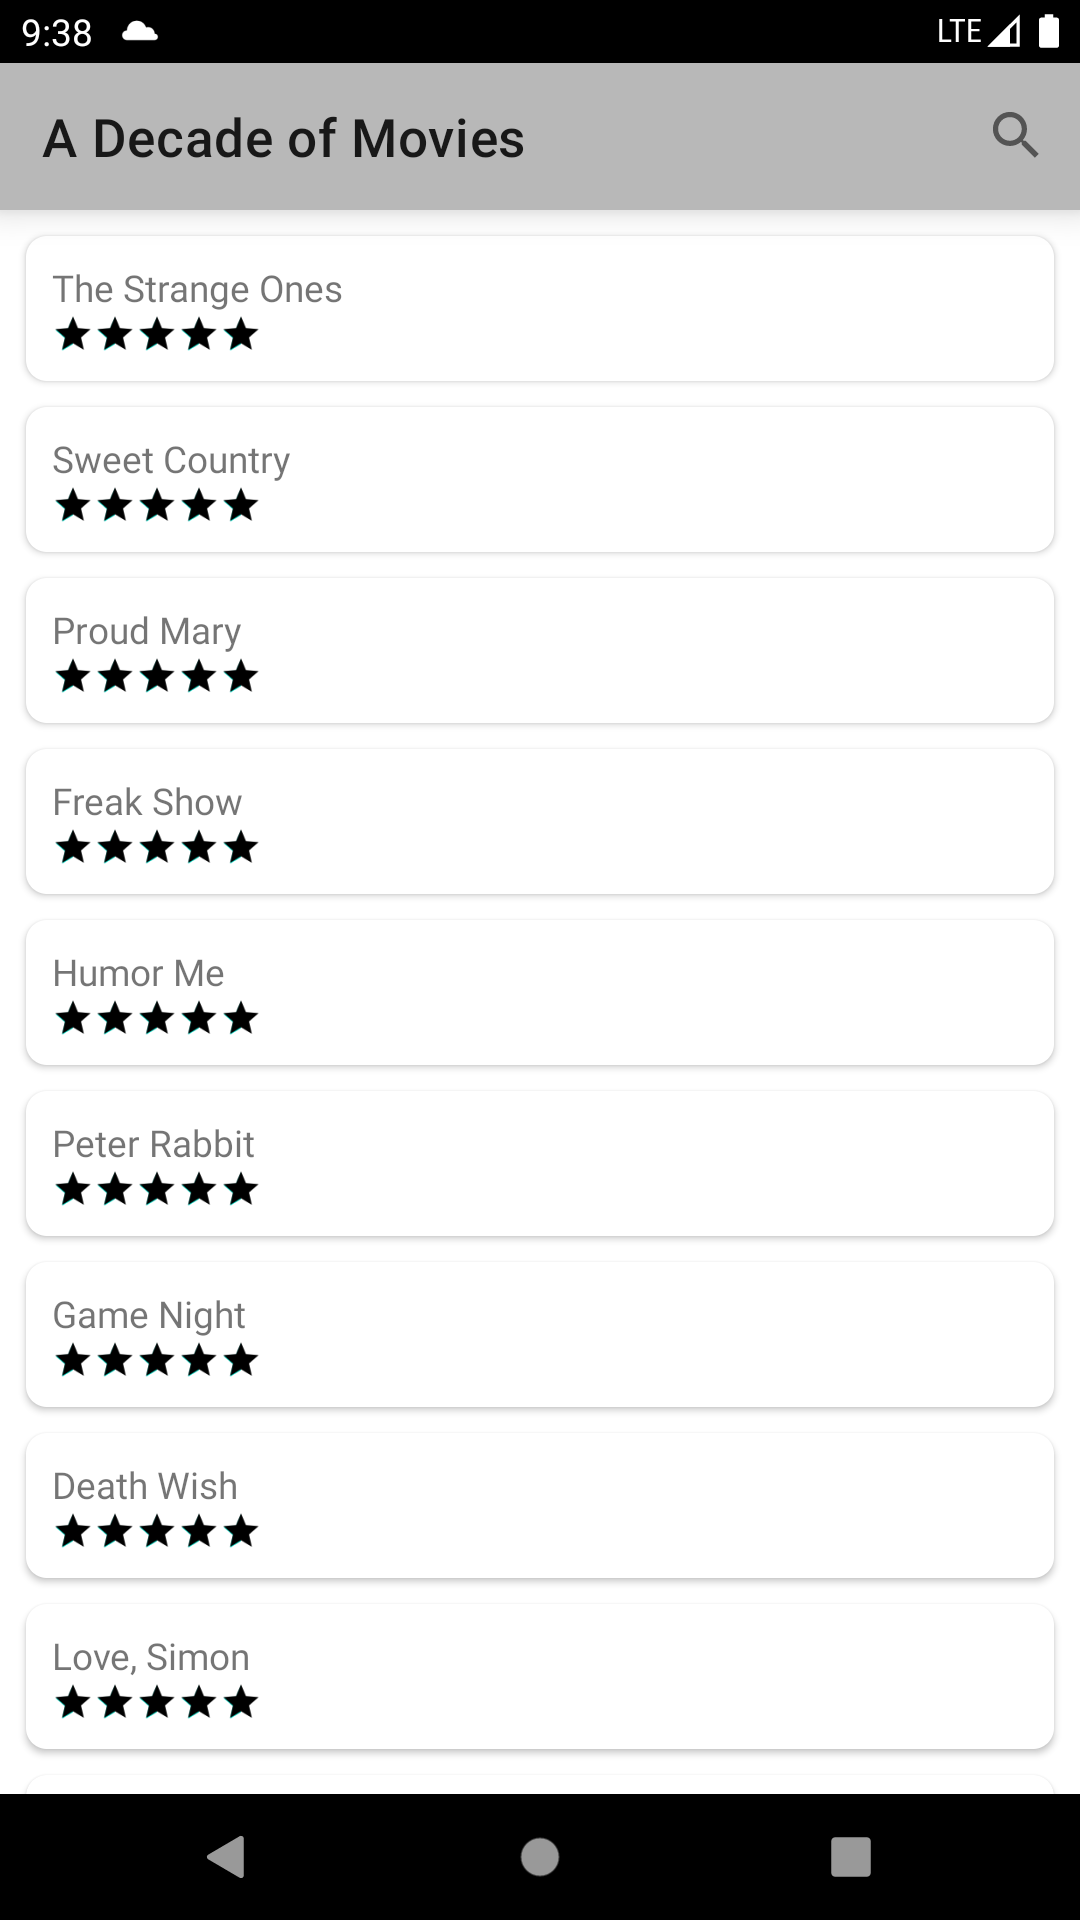 9:38
LTE
A Decade of Movies
The Strange Ones
Sweet Country
Proud Mary
Freak Show
Humor Me
Peter Rabbit
Game Night
Death Wish
Love, Simon